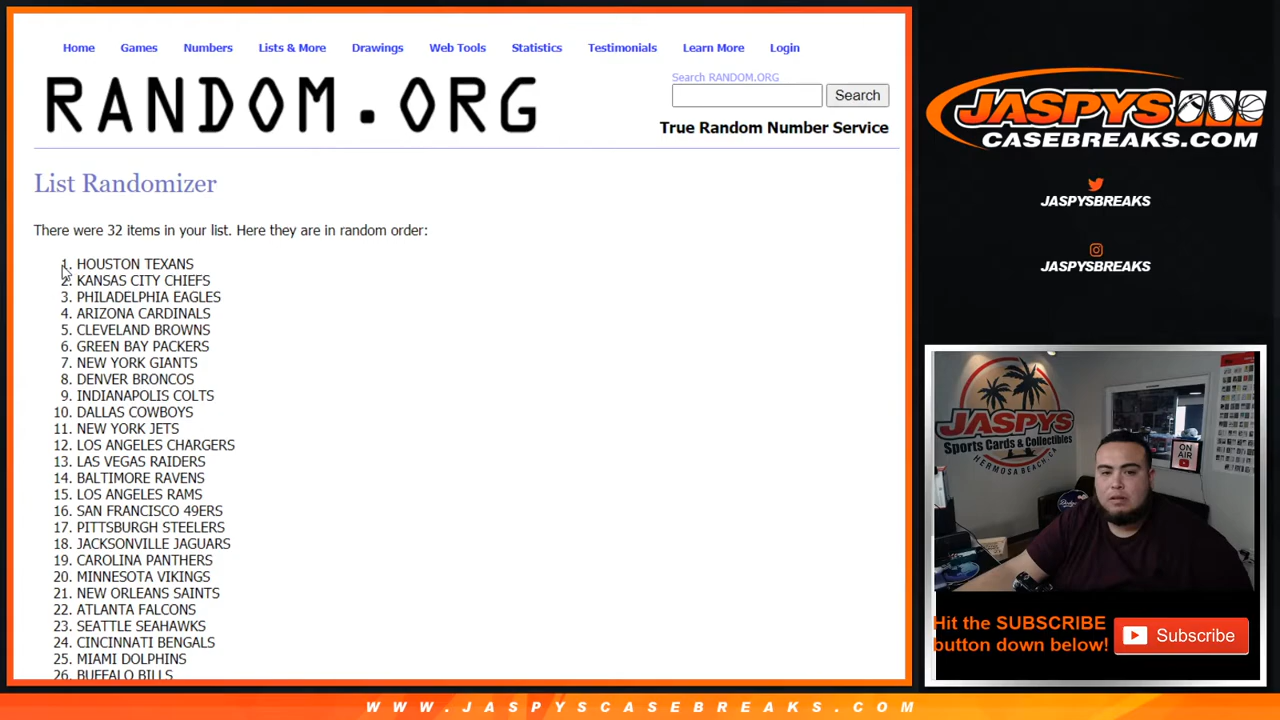 Home Games Numbers Lists & More Drawings Web Tools Statistics Testimonials Learn More Login
RANDOM.ORG
Search RANDOM.ORG
Search
True Random Number Service
List Randomizer
There were 32 items in your list. Here they are in random order:
1. HOUSTON TEXANS
2. KANSAS CITY CHIEFS
3. PHILADELPHIA EAGLES
4. ARIZONA CARDINALS
5. CLEVELAND BROWNS
6. GREEN BAY PACKERS
7. NEW YORK GIANTS
8. DENVER BRONCOS
9. INDIANAPOLIS COLTS
10. DALLAS COWBOYS
11. NEW YORK JETS
12. LOS ANGELES CHARGERS
13. LAS VEGAS RAIDERS
14. BALTIMORE RAVENS
15. LOS ANGELES RAMS
16. SAN FRANCISCO 49ERS
17. PITTSBURGH STEELERS
18. JACKSONVILLE JAGUARS
19. CAROLINA PANTHERS
20. MINNESOTA VIKINGS
21. NEW ORLEANS SAINTS
22. ATLANTA FALCONS
23. SEATTLE SEAHAWKS
24. CINCINNATI BENGALS
25. MIAMI DOLPHINS
26. BUFFALO BILLS
JASPYS
CASEBREAKS.COM
JASPYSBREAKS
JASPYSBREAKS
JASPYS
Sports Cards & Collectibles
HERMOSA BEACH, CA
ON
AIR
Hit the SUBSCRIBE
button down below!
Subscribe
WWW.JASPYSCASEBREAKS.COM